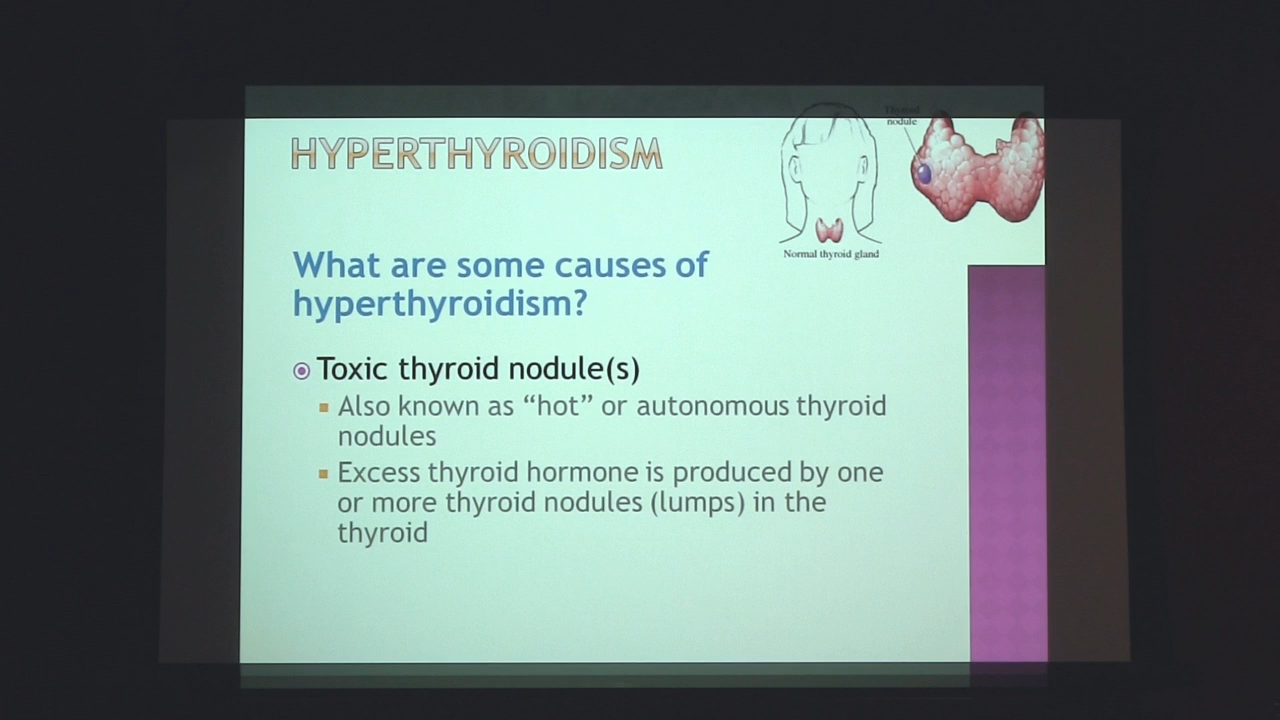 HYPERTHYROIDISM
Thyroid
nodule
Normal thyroid gland
What are some causes of
hyperthyroidism?
Toxic thyroid nodule(s)
Also known as “hot” or autonomous thyroid
nodules
Excess thyroid hormone is produced by one
or more thyroid nodules (lumps) in the
thyroid